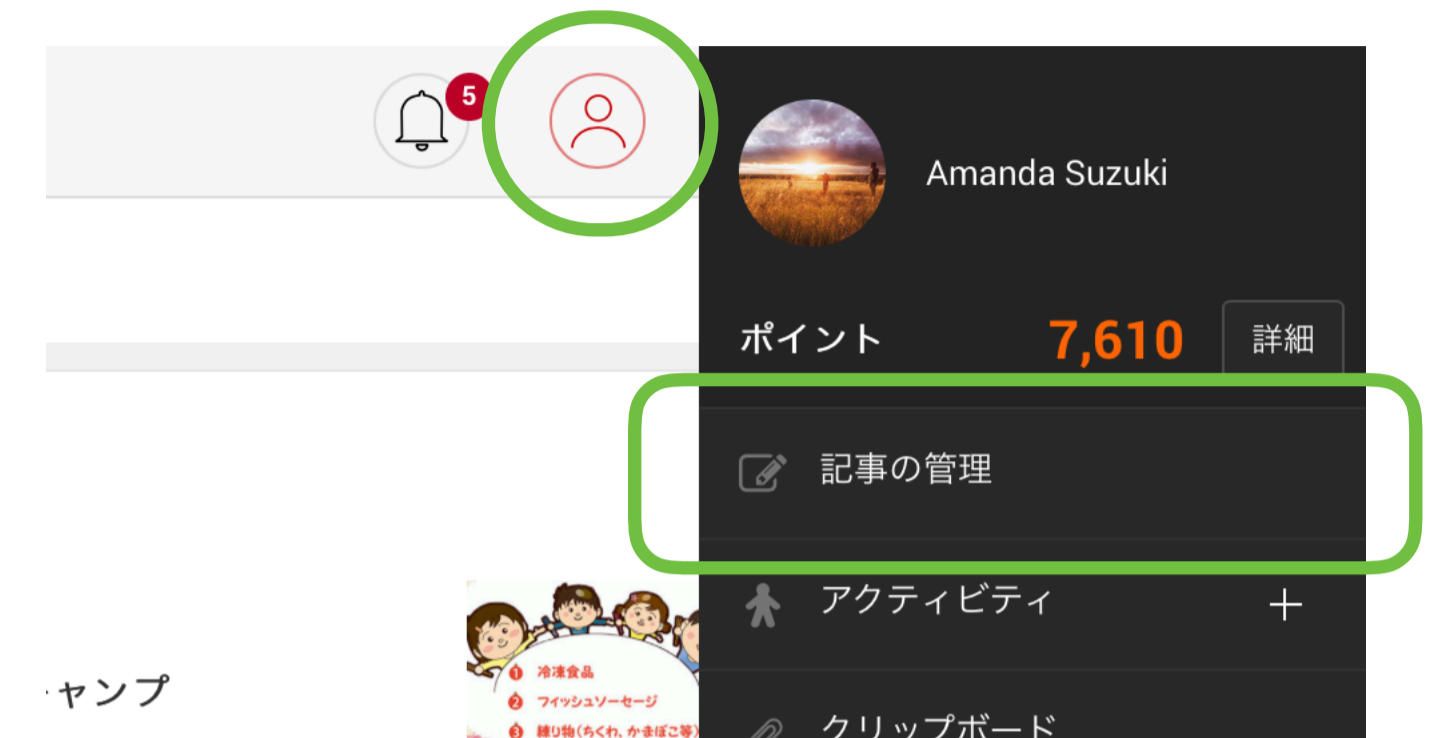 5
Amanda Suzuki
ポイント 7,610 詳細
記事の管理
アクティビティ
ャンプ
1 冷凍食品
2 フィッシュソーセージ
3 練り物(ちくわ、かまぼこ等)
クリップボード